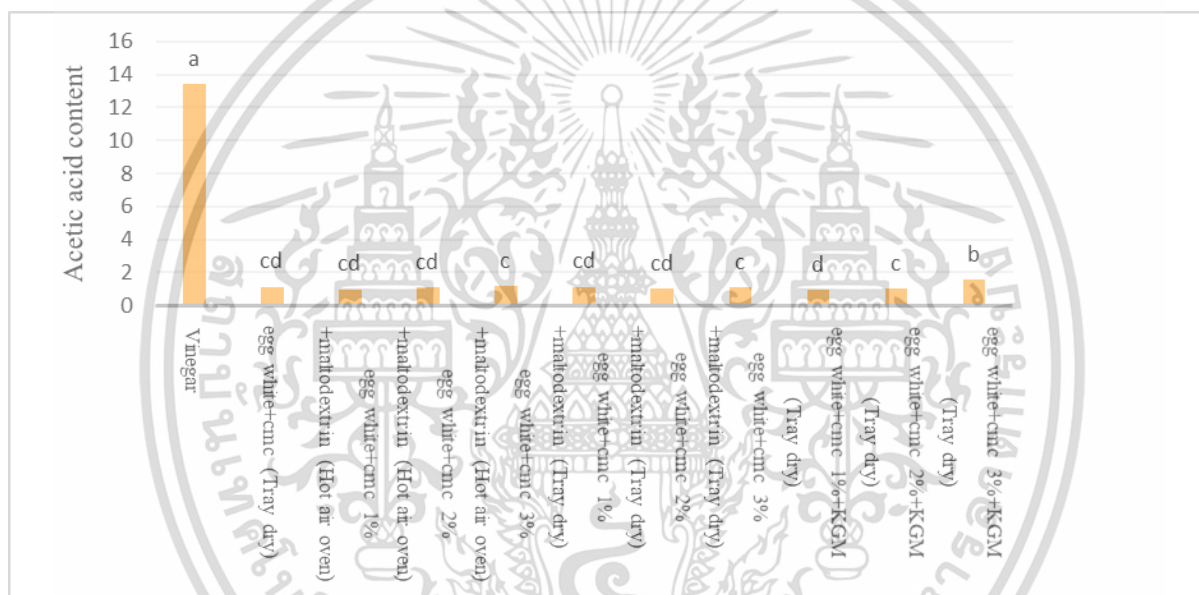 Acetic acid content
16
14
12
10
8
6
4
2
0
a
cd
cd
cd
c
cd
cd
c
d
c
b
Vinegar
egg white+cmc (Tray dry)
egg white+cmc 1%
+maltodextrin (Hot air oven)
egg white+cmc 2%
+maltodextrin (Hot air oven)
egg white+cmc 3%
+maltodextrin (Hot air oven)
egg white+cmc 1%
+maltodextrin (Tray dry)
egg white+cmc 2%
+maltodextrin (Tray dry)
egg white+cmc 3%
+maltodextrin (Tray dry)
egg white+cmc 1%+KGM
(Tray dry)
egg white+cmc 2%+KGM
(Tray dry)
egg white+cmc 3%+KGM
(Tray dry)